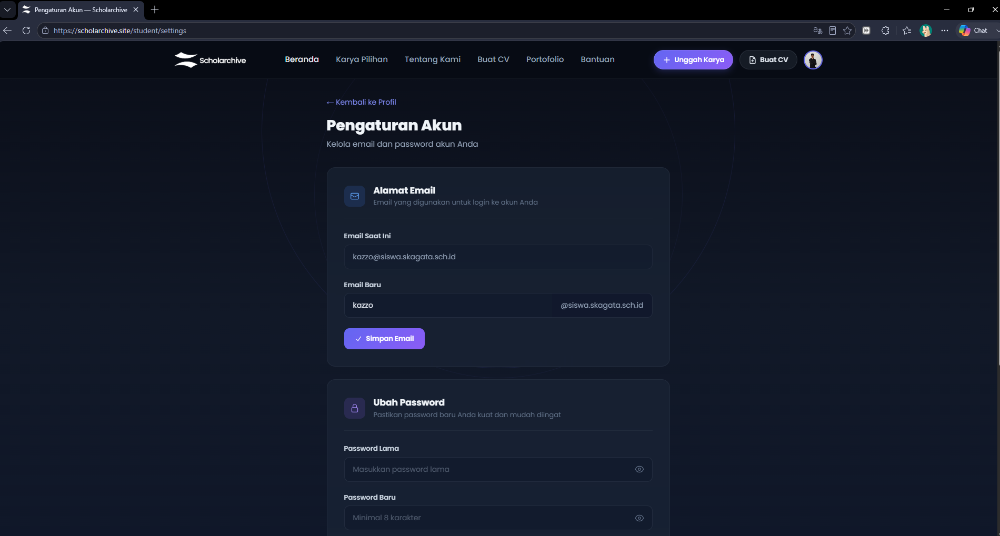 Pengaturan Akun — Scholarchive
https://scholarchive.site/student/settings
Chat
Scholarchive
Beranda
Karya Pilihan
Tentang Kami
Buat CV
Portofolio
Bantuan
+ Unggah Karya
Buat CV
← Kembali ke Profil
Pengaturan Akun
Kelola email dan password akun Anda
Alamat Email
Email yang digunakan untuk login ke akun Anda
Email Saat Ini
kazzo@siswa.skagata.sch.id
Email Baru
kazzo
@siswa.skagata.sch.id
✓ Simpan Email
Ubah Password
Pastikan password baru Anda kuat dan mudah diingat
Password Lama
Masukkan password lama
Password Baru
Minimal 8 karakter